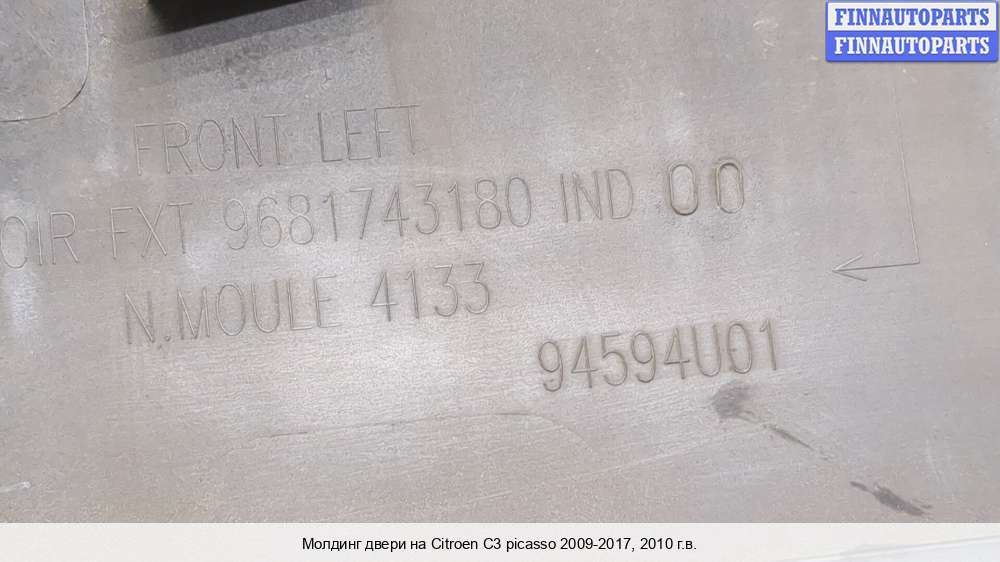 FINNAUTOPARTS
FINNAUTOPARTS
FRONT LEFT
OIR FXT 9681743180 IND 00
N.MOULE 4133
94594U01
Молдинг двери на Citroen C3 picasso 2009-2017, 2010 г.в.